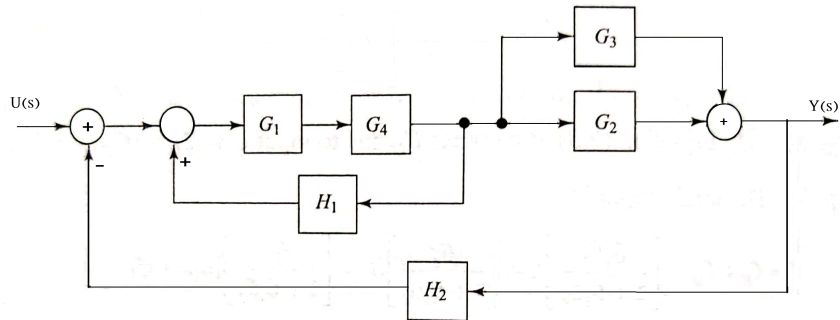 G₃
U(s)
Y(s)
+
G₁
G₄
G₂
+
−
+
H₁
H₂